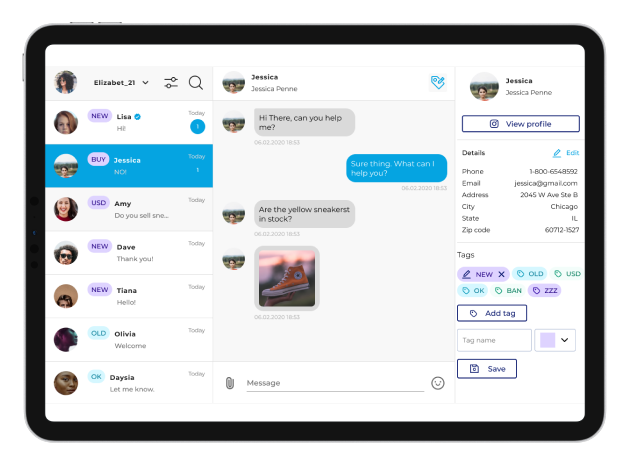 Elizabet_21
NEW Lisa Today
Hi! 1
BUY Jessica Today
NO! 1
USD Amy Today
Do you sell sne...
NEW Dave Today
Thank you!
NEW Tiana Today
Hello!
OLD Olivia Today
Welcome
OK Daysia Today
Let me know.
Jessica
Jessica Penne
Hi There, can you help
me?
06.02.2020 18:53
Sure thing. What can I
help you?
06.02.2020 18:53
Are the yellow sneakerst
in stock?
06.02.2020 18:53
06.02.2020 18:53
Message
Jessica
Jessica Penne
View profile
Details Edit
Phone 1-800-6548592
Email jessica@gmail.com
Address 2045 W Ave Ste B
City Chicago
State IL
Zip code 60712-1527
Tags
NEW X OLD USD
OK BAN ZZZ
Add tag
Tag name
Save